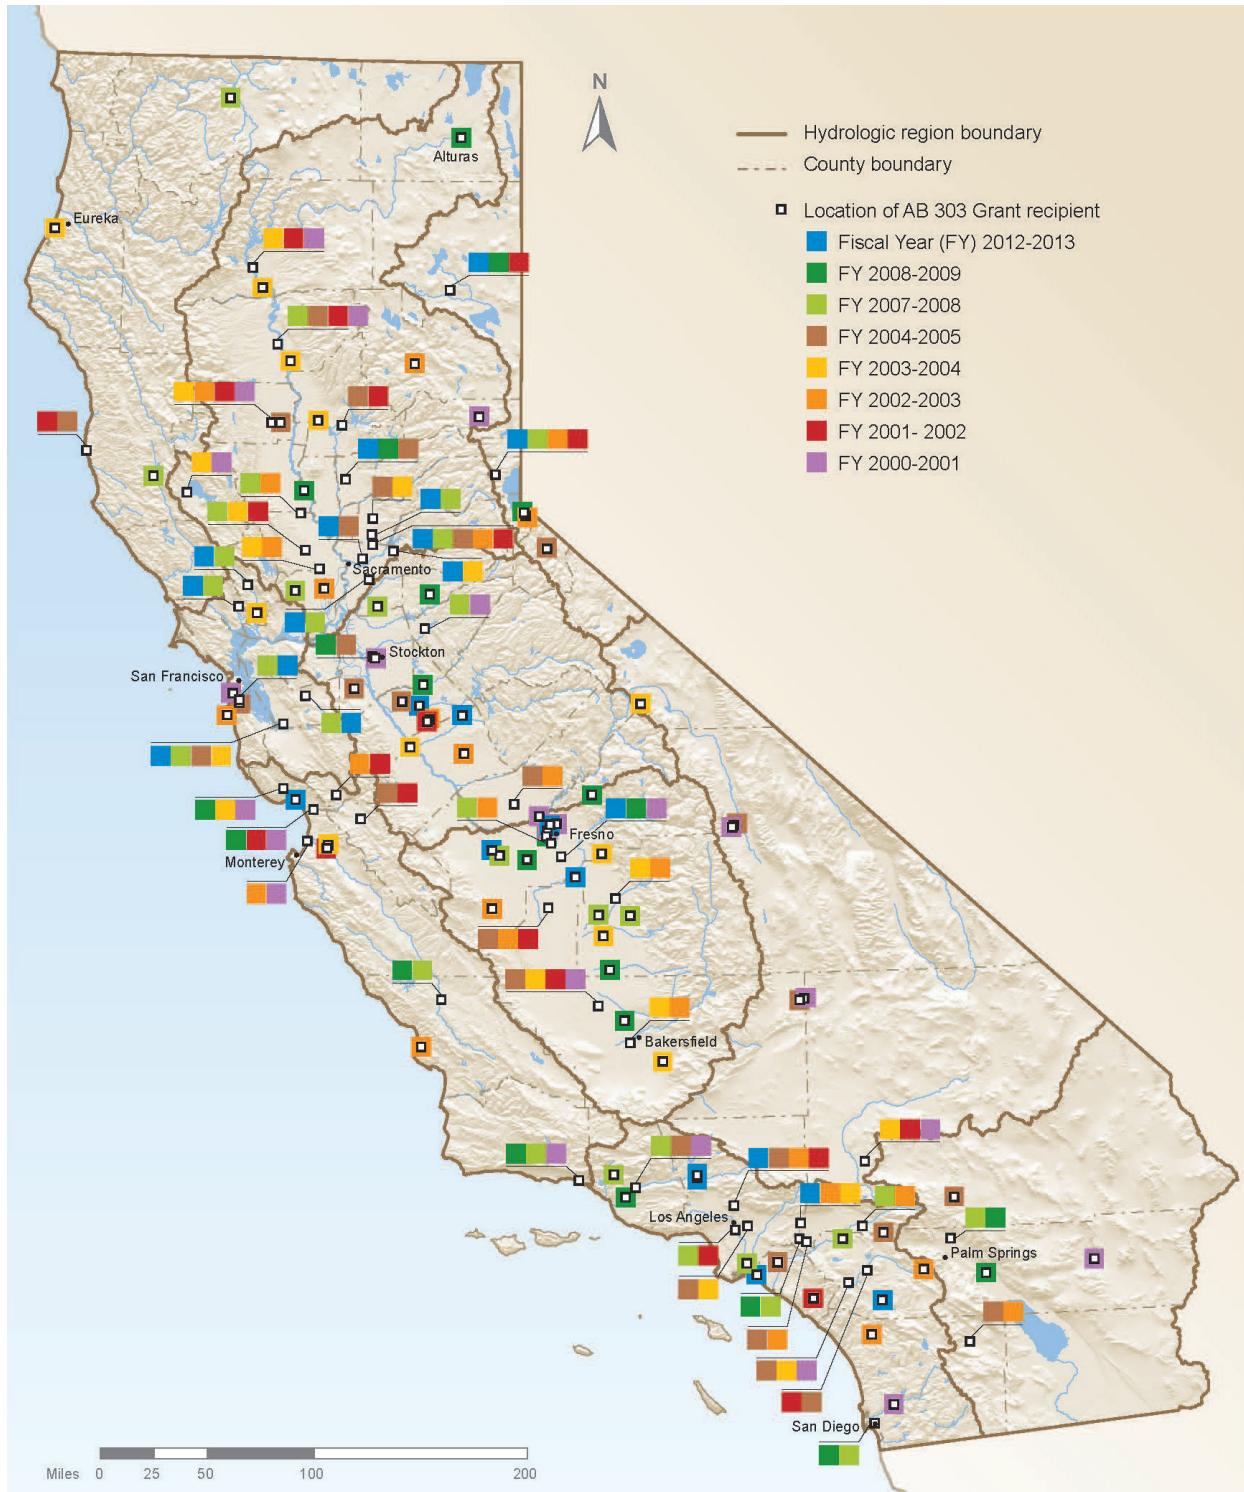 N
Hydrologic region boundary
County boundary
Location of AB 303 Grant recipient
Fiscal Year (FY) 2012-2013
FY 2008-2009
FY 2007-2008
FY 2004-2005
FY 2003-2004
FY 2002-2003
FY 2001- 2002
FY 2000-2001
Alturas
Eureka
Sacramento
Stockton
San Francisco
Fresno
Monterey
Bakersfield
Los Angeles
Palm Springs
San Diego
Miles 0 25 50 100 200